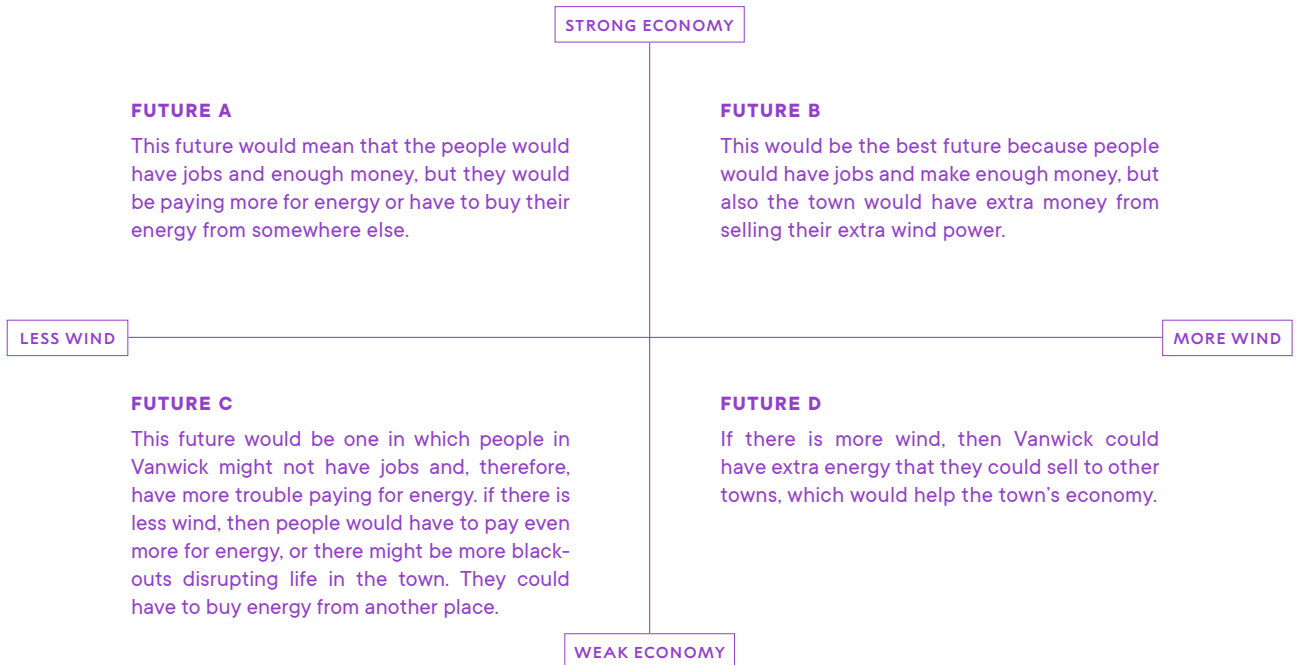 STRONG ECONOMY
FUTURE A
This future would mean that the people would
have jobs and enough money, but they would
be paying more for energy or have to buy their
energy from somewhere else.
FUTURE B
This would be the best future because people
would have jobs and make enough money, but
also the town would have extra money from
selling their extra wind power.
LESS WIND
MORE WIND
FUTURE C
This future would be one in which people in
Vanwick might not have jobs and, therefore,
have more trouble paying for energy. if there is
less wind, then people would have to pay even
more for energy, or there might be more black-
outs disrupting life in the town. They could
have to buy energy from another place.
FUTURE D
If there is more wind, then Vanwick could
have extra energy that they could sell to other
towns, which would help the town’s economy.
WEAK ECONOMY